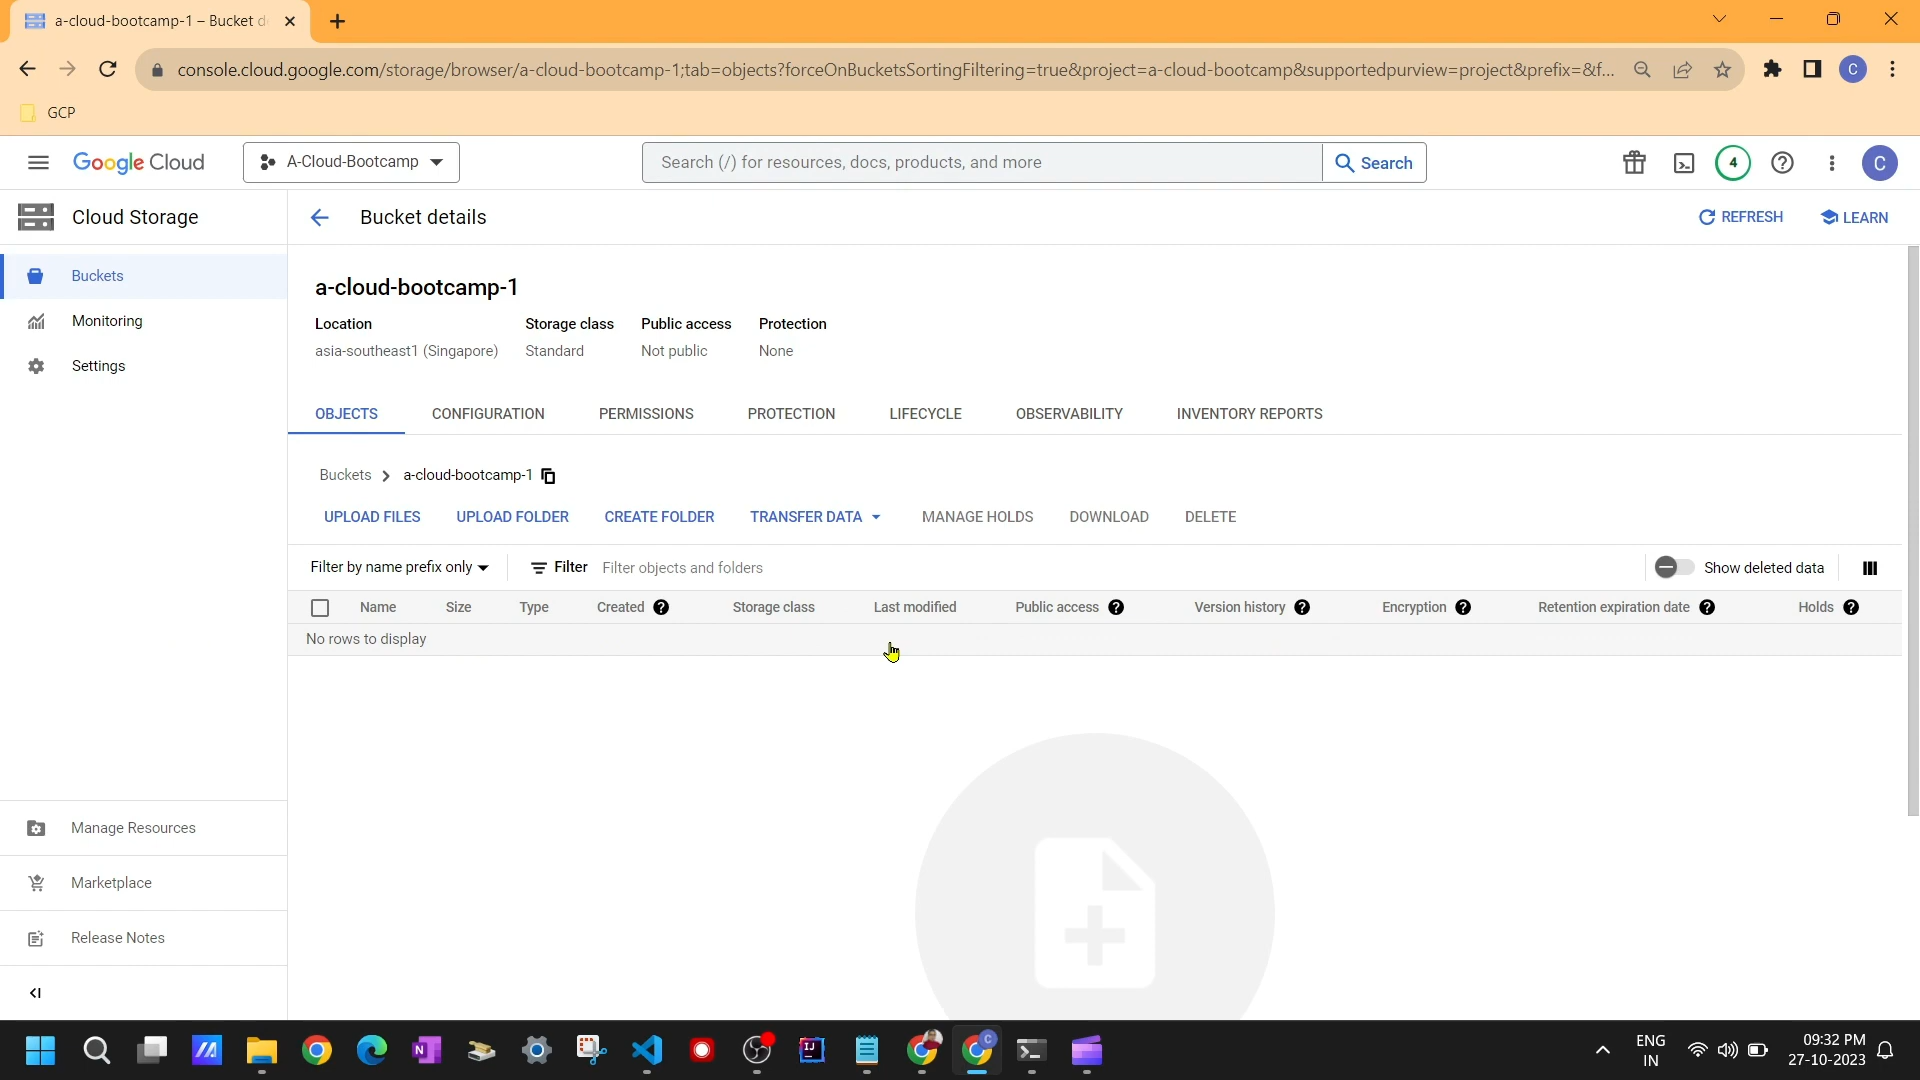 a-cloud-bootcamp-1 – Bucket d
console.cloud.google.com/storage/browser/a-cloud-bootcamp-1;tab=objects?forceOnBucketsSortingFiltering=true&project=a-cloud-bootcamp&supportedpurview=project&prefix=&f...
C
GCP
Google Cloud
A-Cloud-Bootcamp
Search (/) for resources, docs, products, and more
Search
4
C
Cloud Storage
Bucket details
REFRESH
LEARN
Buckets
Monitoring
Settings
a-cloud-bootcamp-1
Location Storage class Public access Protection
asia-southeast1 (Singapore) Standard Not public None
OBJECTS CONFIGURATION PERMISSIONS PROTECTION LIFECYCLE OBSERVABILITY INVENTORY REPORTS
Buckets > a-cloud-bootcamp-1
UPLOAD FILES UPLOAD FOLDER CREATE FOLDER TRANSFER DATA MANAGE HOLDS DOWNLOAD DELETE
Filter by name prefix only Filter Filter objects and folders Show deleted data
Name Size Type Created Storage class Last modified Public access Version history Encryption Retention expiration date Holds
No rows to display
Manage Resources
Marketplace
Release Notes
ENG
IN
09:32 PM
27-10-2023